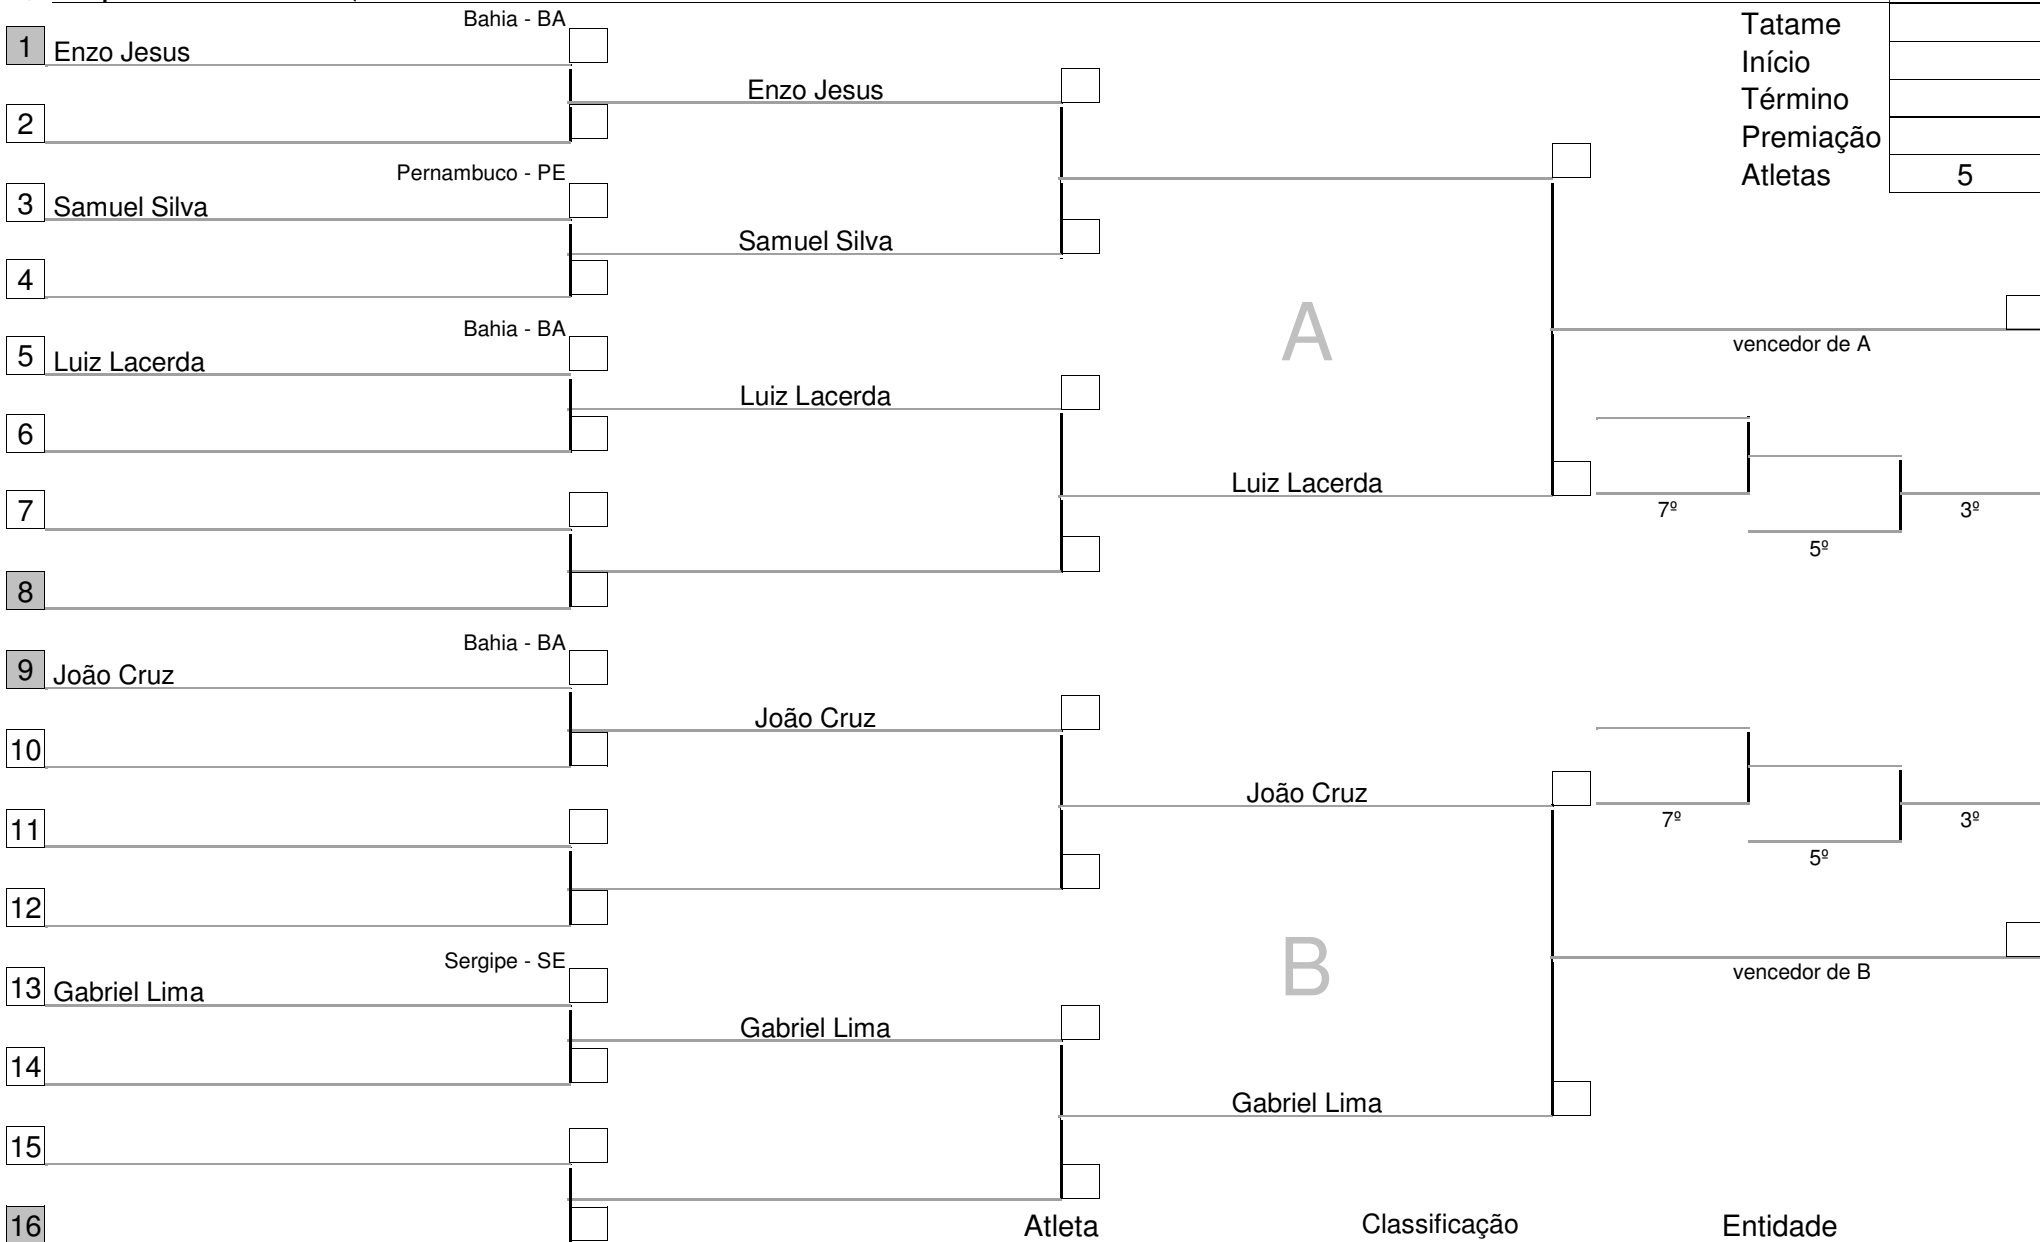 Bahia - BA
Tatame
1 Enzo Jesus
Início
Enzo Jesus
Término
2
Premiação
Pernambuco - PE
Atletas 5
3 Samuel Silva
Samuel Silva
4
Bahia - BA
A
vencedor de A
5 Luiz Lacerda
Luiz Lacerda
6
Luiz Lacerda
7
7º 3º
5º
8
Bahia - BA
9 João Cruz
João Cruz
10
João Cruz
11
7º 3º
5º
12
Sergipe - SE
B
vencedor de B
13 Gabriel Lima
Gabriel Lima
14
Gabriel Lima
15
16
Atleta Classificação Entidade